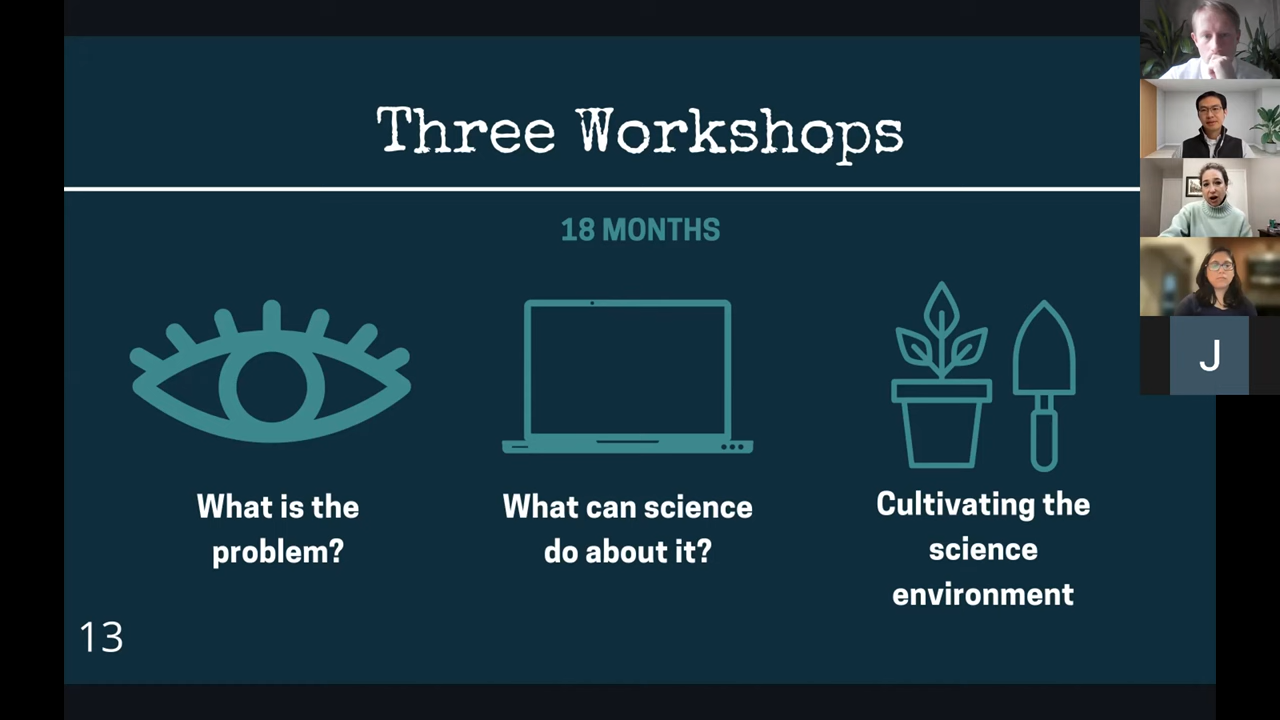 Three Workshops
18 MONTHS
What is the
problem?
What can science
do about it?
Cultivating the
science
environment
13
J